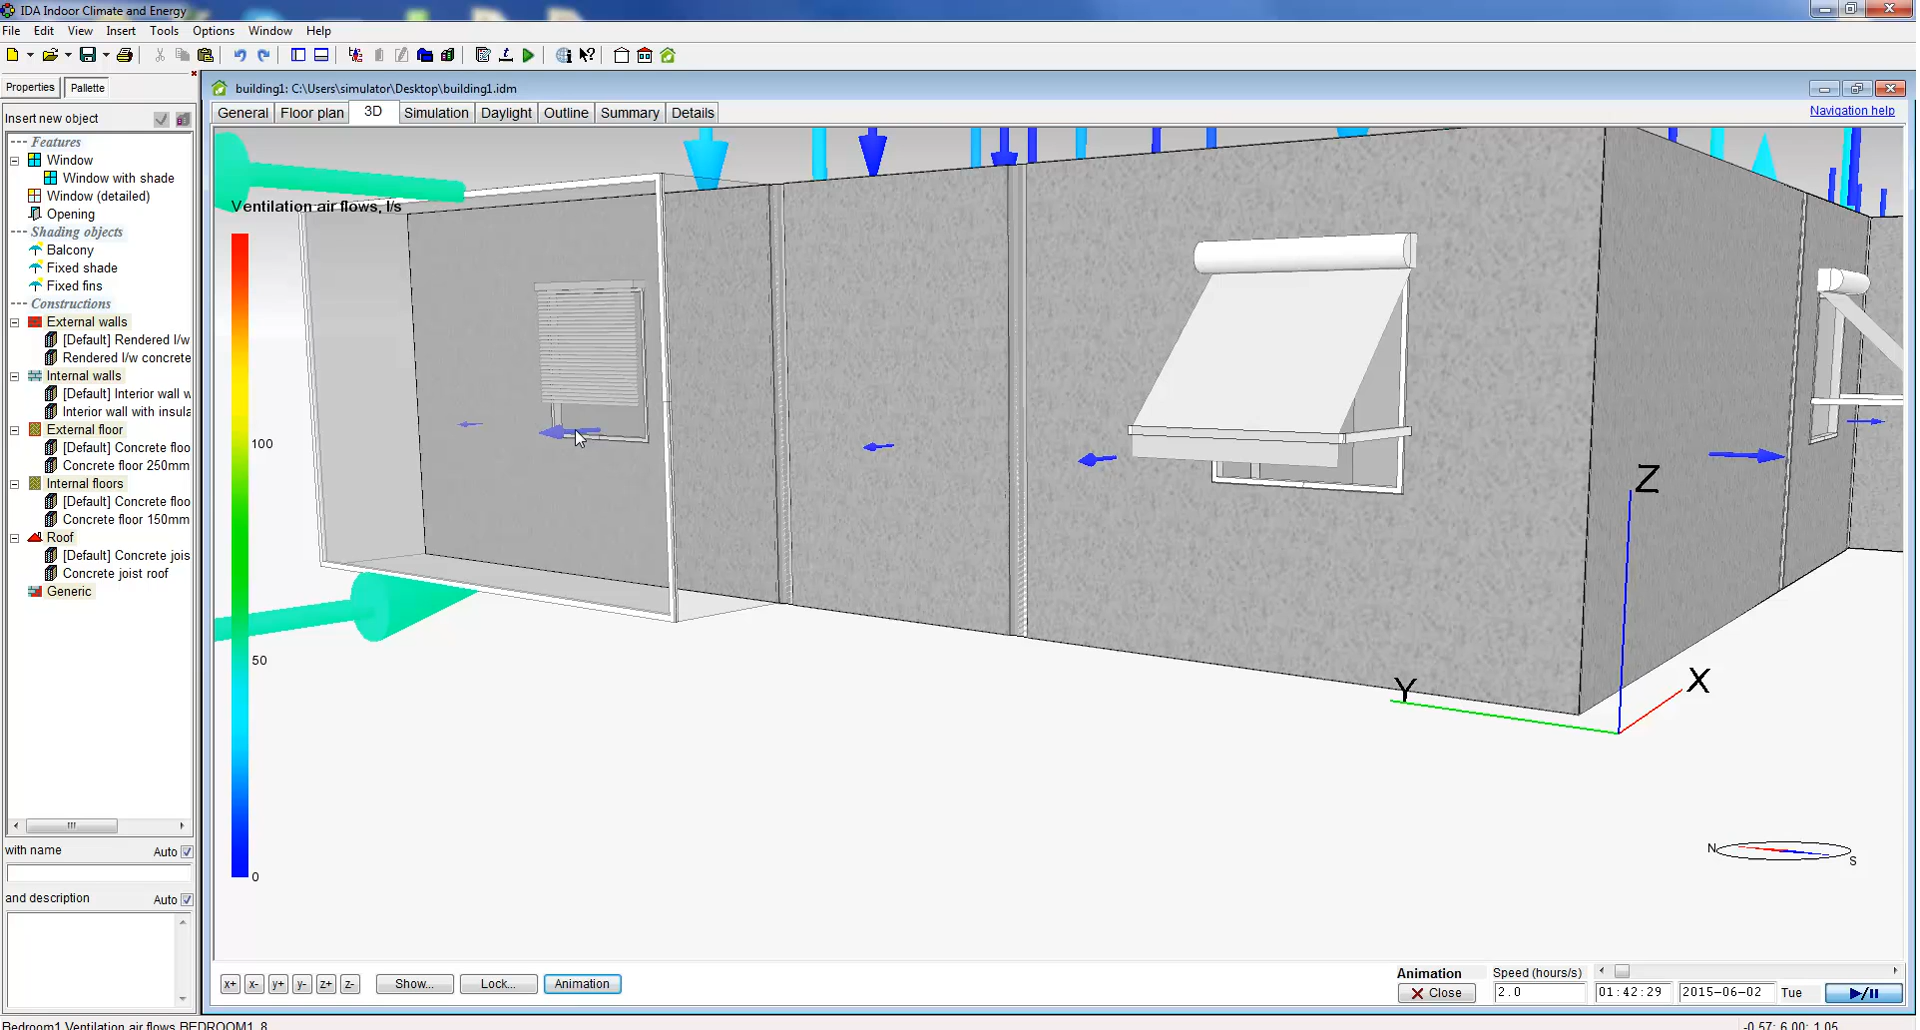 IDA Indoor Climate and Energy
File Edit View Insert Tools Options Window Help
Properties Palette
building1: C:\Users\simulator\Desktop\building1.idm
General Floor plan 3D Simulation Daylight Outline Summary Details
Navigation help
Insert new object
--- Features
Window
Window with shade
Window (detailed)
Opening
--- Shading objects
Balcony
Fixed shade
Fixed fins
--- Constructions
External walls
[Default] Rendered l/w
Rendered l/w concrete
Internal walls
[Default] Interior wall w
Interior wall with insula
External floor
[Default] Concrete floo
Concrete floor 250mm
Internal floors
[Default] Concrete floo
Concrete floor 150mm
Roof
[Default] Concrete jois
Concrete joist roof
Generic
with name Auto
and description Auto
Ventilation air flows, l/s
100
50
0
Z
Y
X
N
S
x+ x- y+ y- z+ z- Show... Lock... Animation
Animation Speed (hours/s)
Close 2.0 01:42:29 2015-06-02 Tue
Bedroom1 Ventilation air flows BEDROOM1, 8
-0.57; 6.00; 1.05